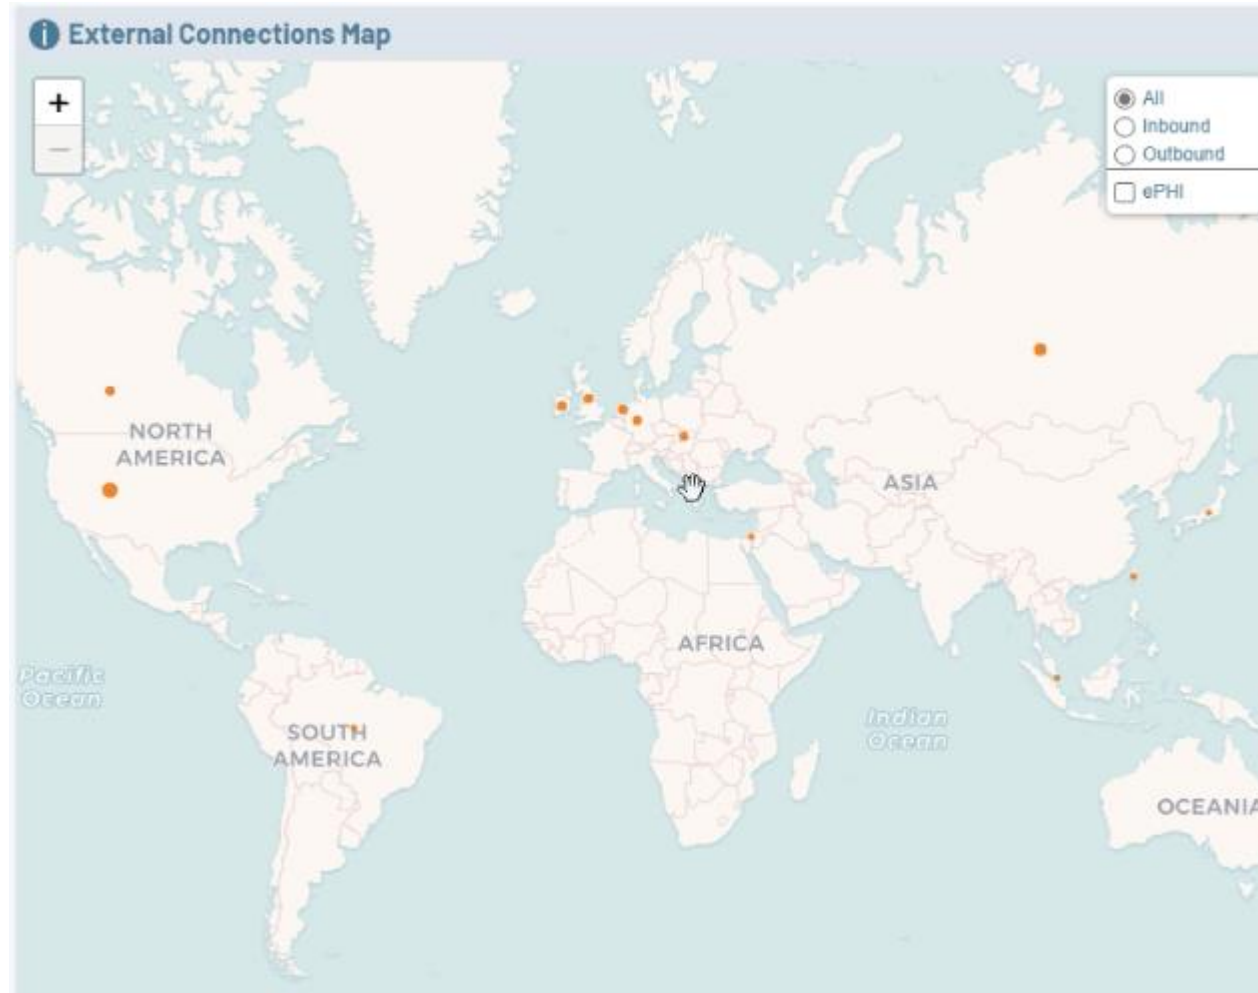 External Connections Map
+
−
All
Inbound
Outbound
ePHI
NORTH
AMERICA
ASIA
AFRICA
Pacific
Ocean
SOUTH
AMERICA
Indian
Ocean
OCEANIA